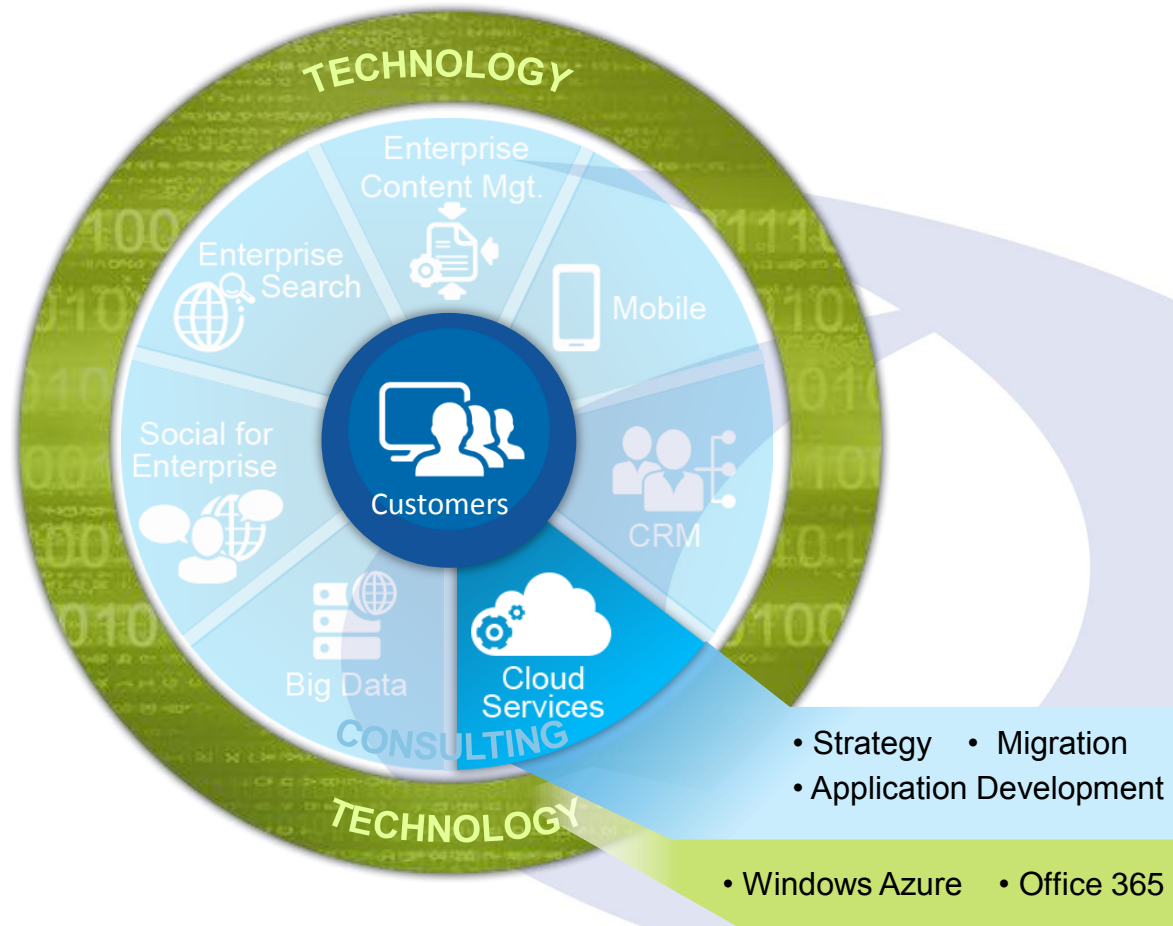 TECHNOLOGY
Enterprise
Content Mgt.
Enterprise
Search
Mobile
Social for
Enterprise
Customers
CRM
Big Data
Cloud
Services
CONSULTING
• Strategy • Migration
• Application Development
TECHNOLOGY
• Windows Azure • Office 365